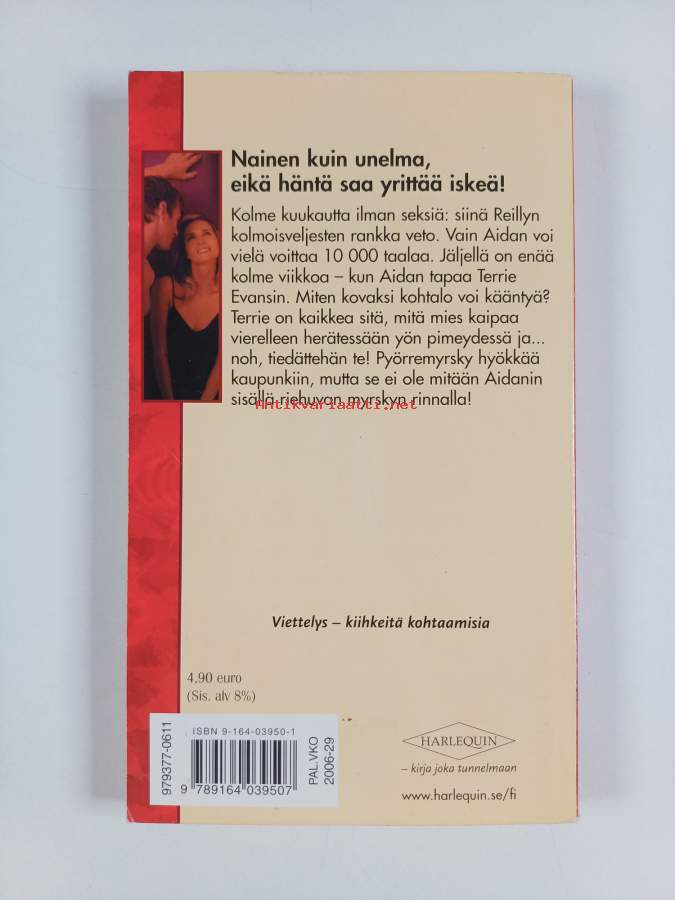 Nainen kuin unelma,
eikä häntä saa yrittää iskeä!
Kolme kuukautta ilman seksiä: siinä Reillyn
kolmoisveljesten rankka veto. Vain Aidan voi
vielä voittaa 10 000 taalaa. Jäljellä on enää
kolme viikkoa – kun Aidan tapaa Terrie
Evansin. Miten kovaksi kohtalo voi kääntyä?
Terrie on kaikkea sitä, mitä mies kaipaa
vierelleen herätessään yön pimeydessä ja...
noh, tiedättehän te! Pyörremyrsky hyökkää
kaupunkiin, mutta se ei ole mitään Aidanin
sisällä riehuvan myrskyn rinnalla!
Antikvariaatti.net
Viettelys – kiihkeitä kohtaamisia
4,90 euro
(Sis. alv 8%)
979377-0611
ISBN 9-164-03950-1
9 789164 039507
PAL.VKO
2006-29
HARLEQUIN
– kirja joka tunnelmaan
www.harlequin.se/fi